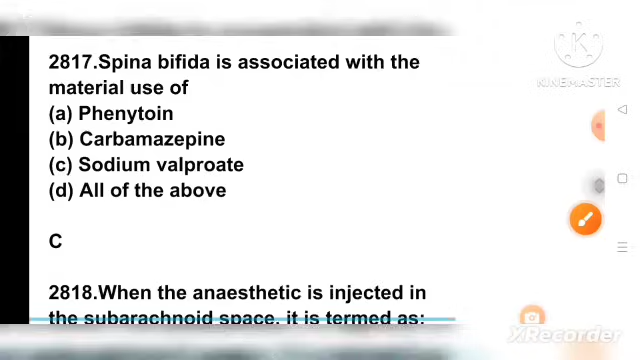 2817.Spina bifida is associated with the
material use of
(a) Phenytoin
(b) Carbamazepine
(c) Sodium valproate
(d) All of the above
C
2818.When the anaesthetic is injected in
the subarachnoid space, it is termed as:
K
KINEMASTER
XRecorder